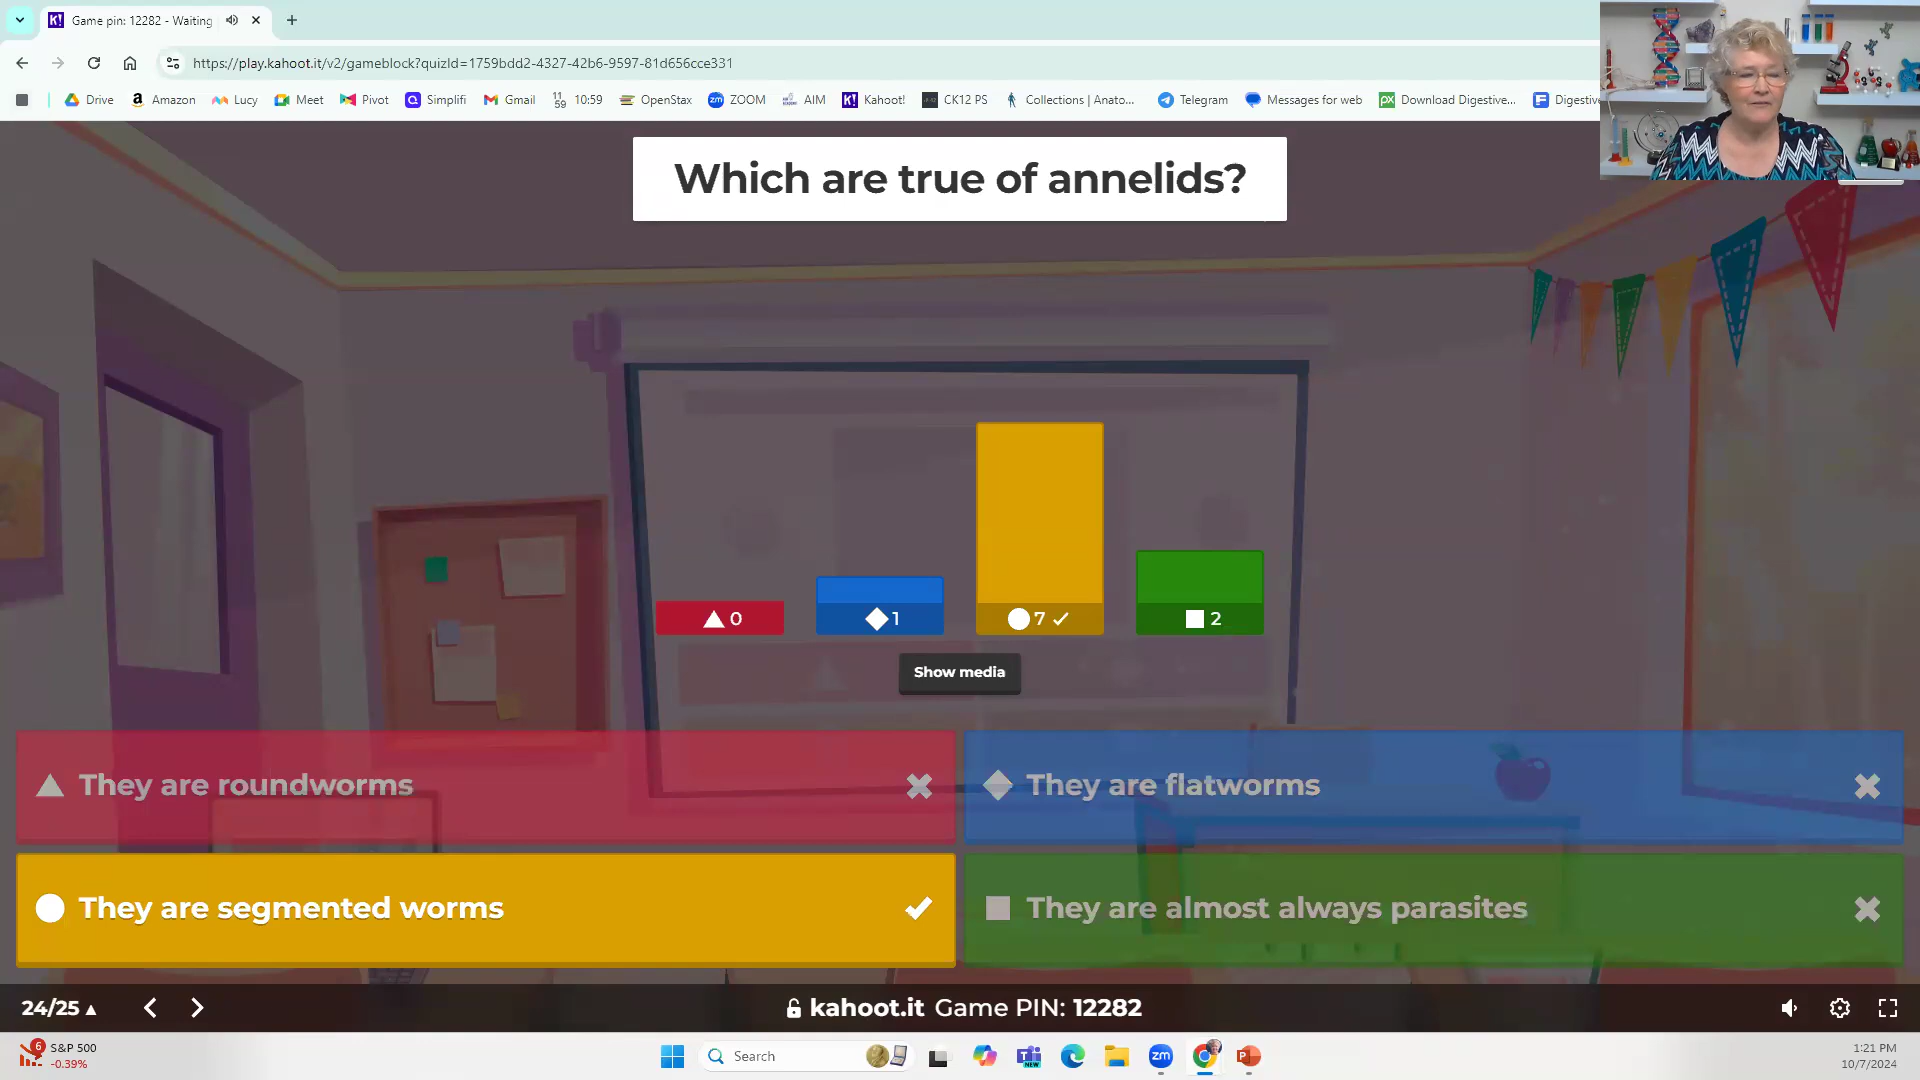 Game pin: 12282 - Waiting
https://play.kahoot.it/v2/gameblock?quizId=1759bdd2-4327-42b6-9597-81d656cce331
Drive Amazon Lucy Meet Pivot Simplifi Gmail 11 59 10:59 OpenStax ZOOM AIM Kahoot! CK12 PS Collections | Anato... Telegram Messages for web Download Digestive... Digestive
Which are true of annelids?
0 1 7 2
Show media
They are roundworms
They are flatworms
They are segmented worms
They are almost always parasites
24/25
kahoot.it Game PIN: 12282
6 S&P 500
-0.39%
Search
1:21 PM
10/7/2024